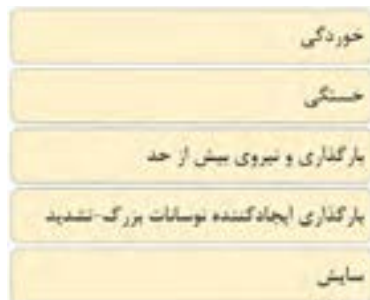 خوردگی
خستگی
بارگذاری و نیروی بیش از حد
بارگذاری ایجادکننده نوسانات بزرگ-تشدید
سایش